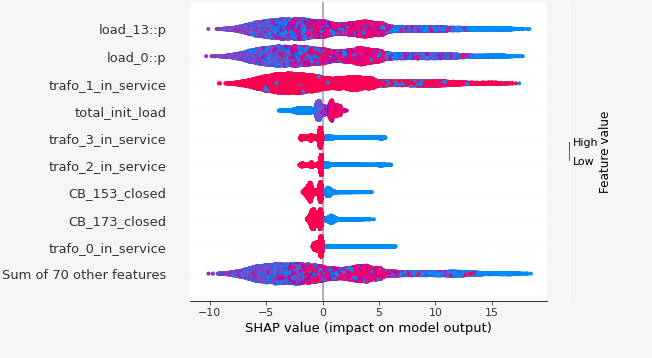 load_13::p
load_0::p
trafo_1_in_service
total_init_load
trafo_3_in_service
trafo_2_in_service
CB_153_closed
CB_173_closed
trafo_0_in_service
Sum of 70 other features
−10 −5 0 5 10 15
SHAP value (impact on model output)
High
Low
Feature value